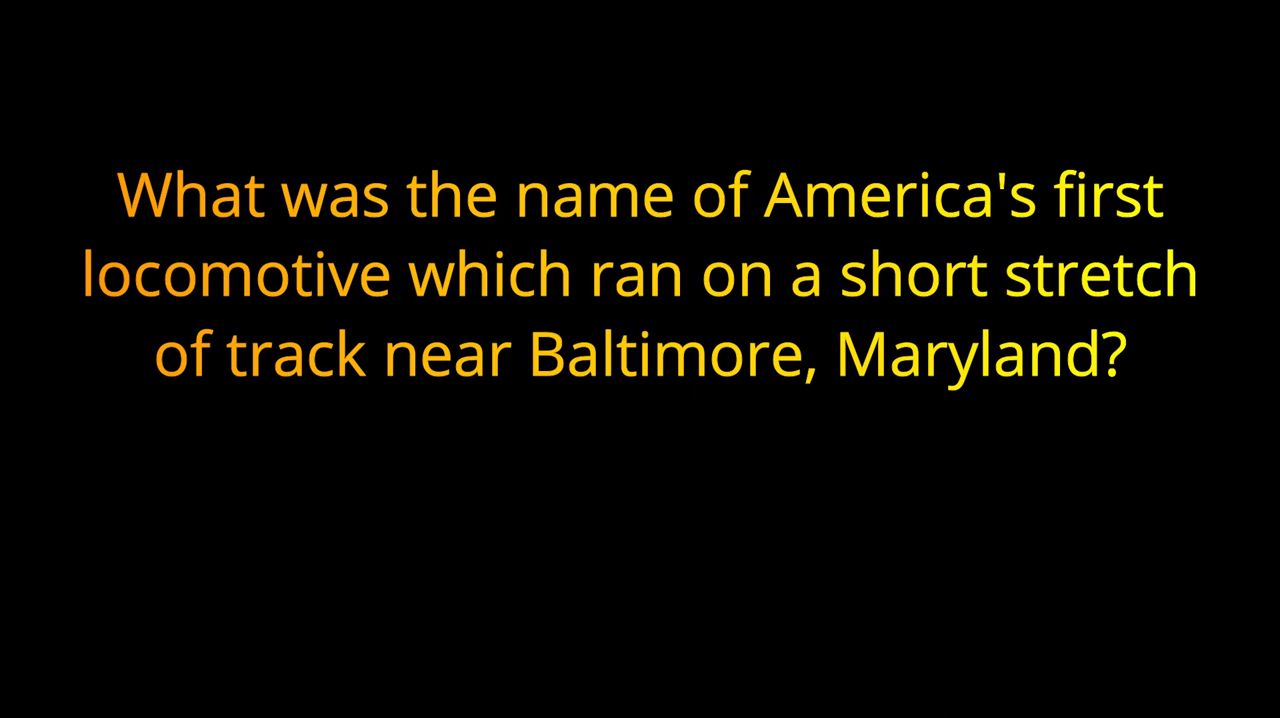 What was the name of America's first
locomotive which ran on a short stretch
of track near Baltimore, Maryland?